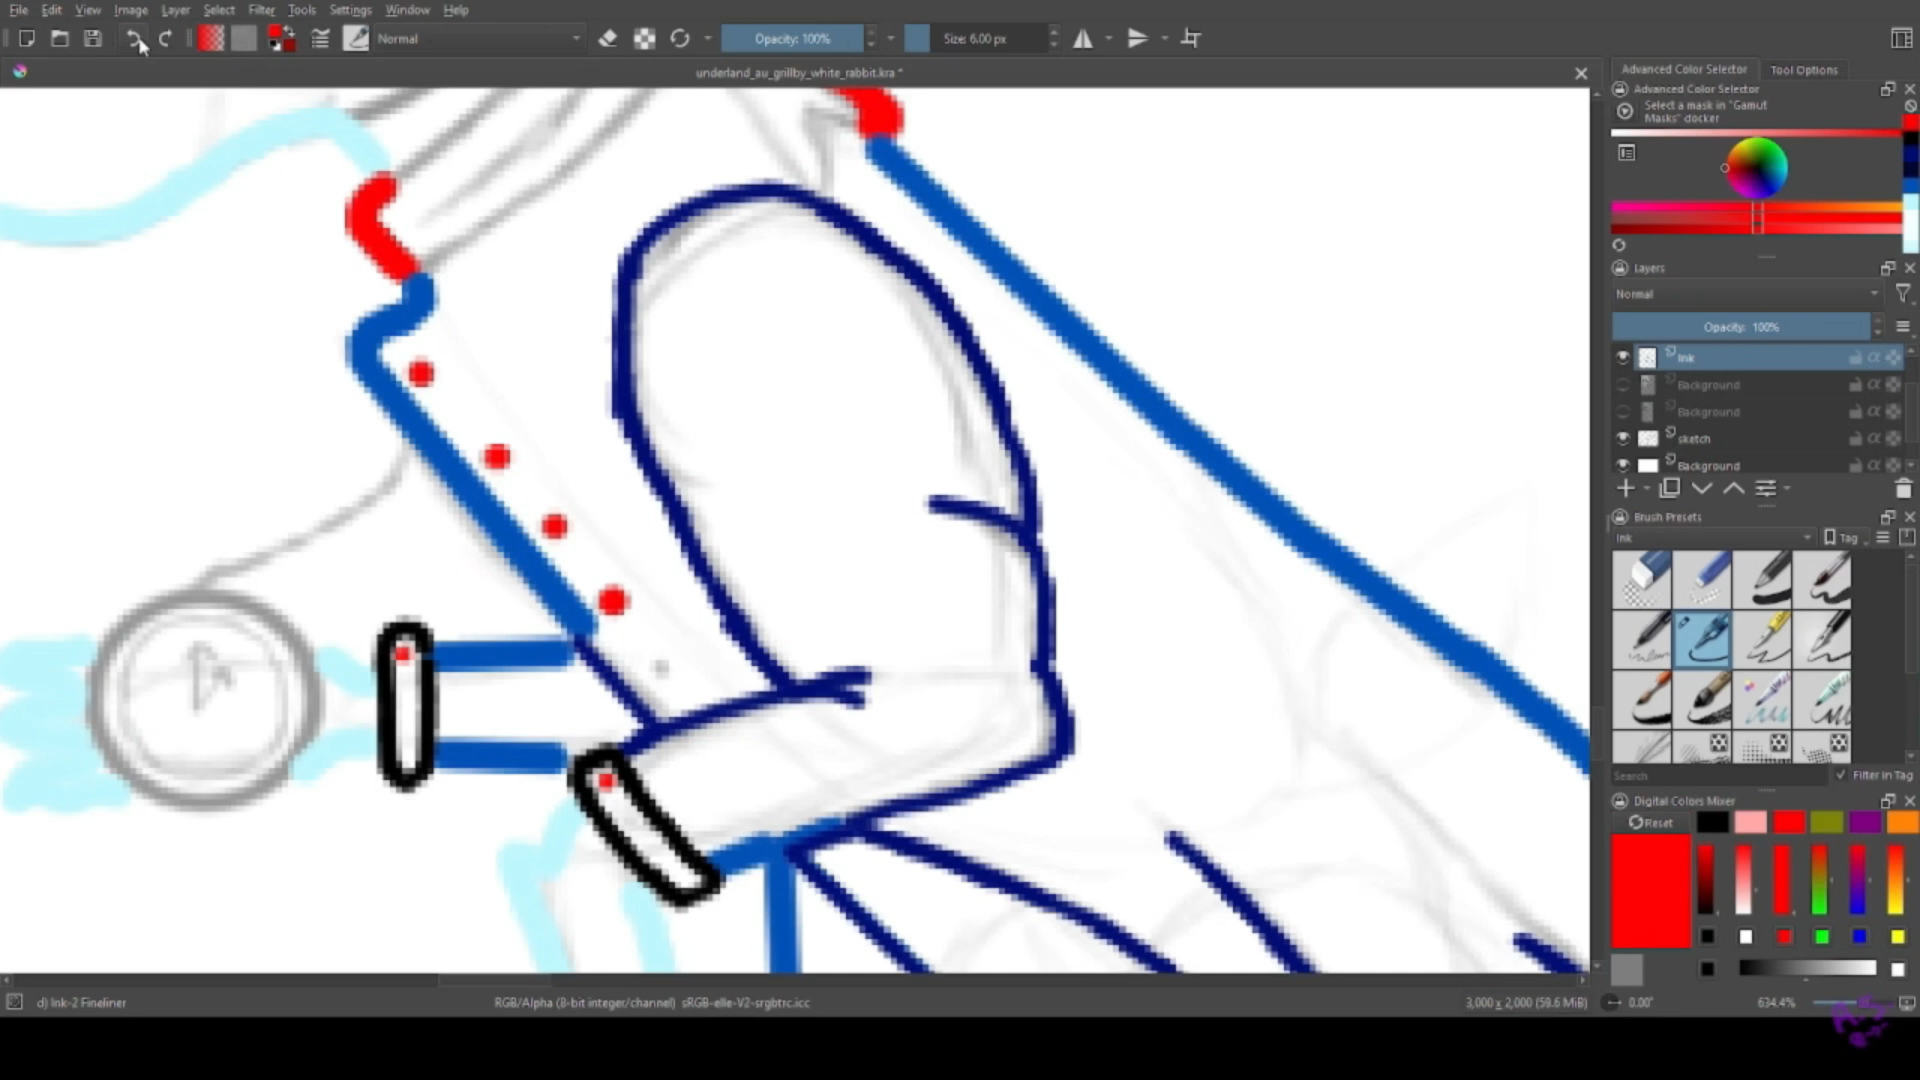 File Edit View Image Layer Select Filter Tools Settings Window Help
Normal Opacity: 100% Size: 6.00 px
underland_au_grillby_white_rabbit.kra *
Advanced Color Selector Tool Options
Advanced Color Selector
Select a mask in "Gamut
Masks" docker
Layers
Normal
Opacity: 100%
Ink
Background
Background
sketch
Background
Brush Presets
Ink Tag
Search Filter in Tag
Digital Colors Mixer
Reset
d) Ink-2 Fineliner RGB/Alpha (8-bit integer/channel) sRGB-elle-V2-srgbtrc.icc 3,000 x 2,000 (59.6 MiB) 0.00° 634.4%